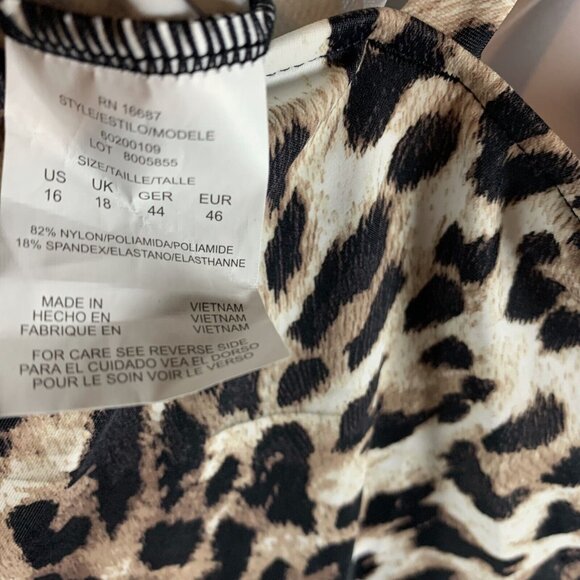 RN 16687
STYLE/ESTILO/MODELE
60200109
LOT 8005855
SIZE/TAILLE/TALLE
US UK GER EUR
16 18 44 46
82% NYLON/POLIAMIDA/POLIAMIDE
18% SPANDEX/ELASTANO/ELASTHANNE
MADE IN VIETNAM
HECHO EN VIETNAM
FABRIQUE EN VIETNAM
FOR CARE SEE REVERSE SIDE
PARA EL CUIDADO VEA EL DORSO
POUR LE SOIN VOIR LE VERSO